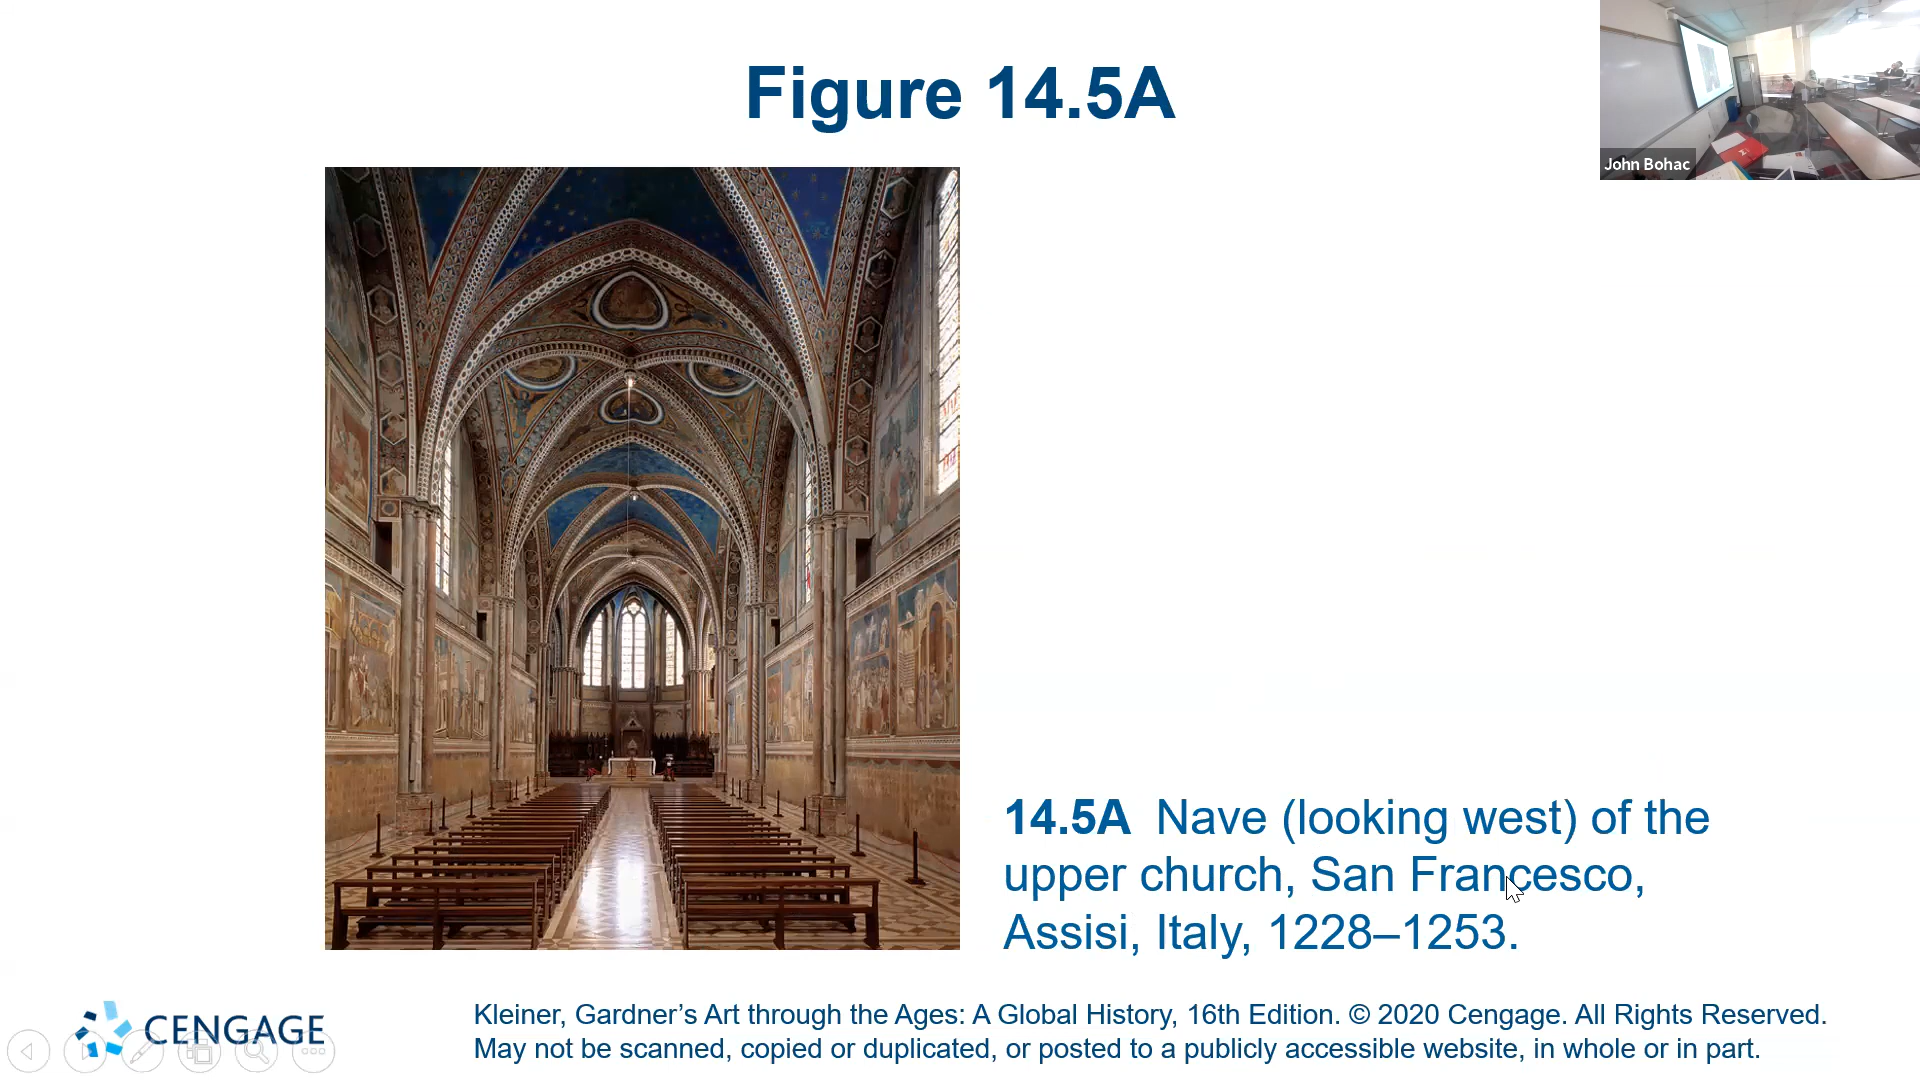 Figure 14.5A
John Bohac
14.5A Nave (looking west) of the
upper church, San Francesco,
Assisi, Italy, 1228–1253.
CENGAGE
Kleiner, Gardner’s Art through the Ages: A Global History, 16th Edition. © 2020 Cengage. All Rights Reserved.
May not be scanned, copied or duplicated, or posted to a publicly accessible website, in whole or in part.